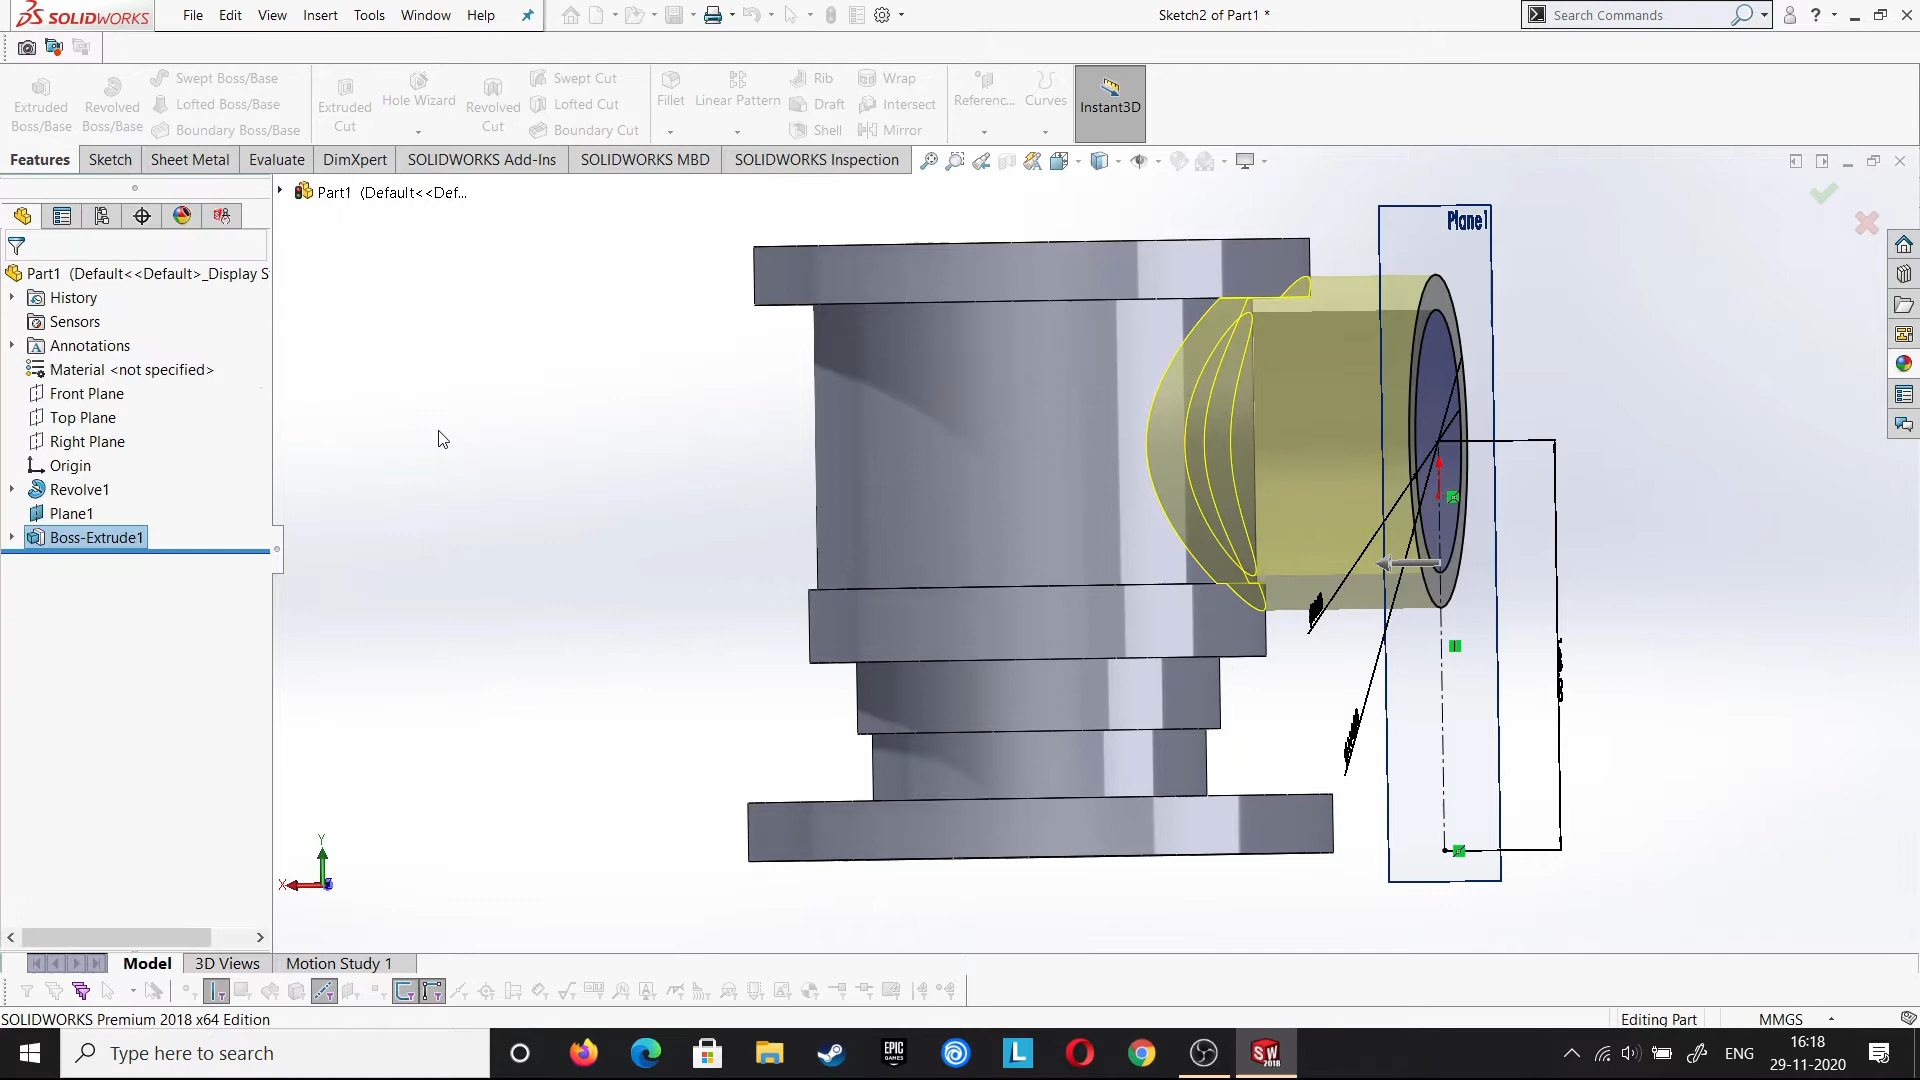 SOLIDWORKS
File Edit View Insert Tools Window Help
Sketch2 of Part1 *
Search Commands
Extruded Boss/Base
Revolved Boss/Base
Swept Boss/Base
Lofted Boss/Base
Boundary Boss/Base
Extruded Cut
Hole Wizard
Revolved Cut
Swept Cut
Lofted Cut
Boundary Cut
Fillet
Linear Pattern
Rib
Draft
Shell
Wrap
Intersect
Mirror
Referenc...
Curves
Instant3D
Features Sketch Sheet Metal Evaluate DimXpert SOLIDWORKS Add-Ins SOLIDWORKS MBD SOLIDWORKS Inspection
Part1 (Default<<Def...
Plane1
Part1 (Default<<Default>_Display S
History
Sensors
Annotations
Material <not specified>
Front Plane
Top Plane
Right Plane
Origin
Revolve1
Plane1
Boss-Extrude1
Y
X
Model 3D Views Motion Study 1
SOLIDWORKS Premium 2018 x64 Edition
Editing Part
MMGS
Type here to search
EPIC GAMES
L
SW 2018
ENG
16:18
29-11-2020